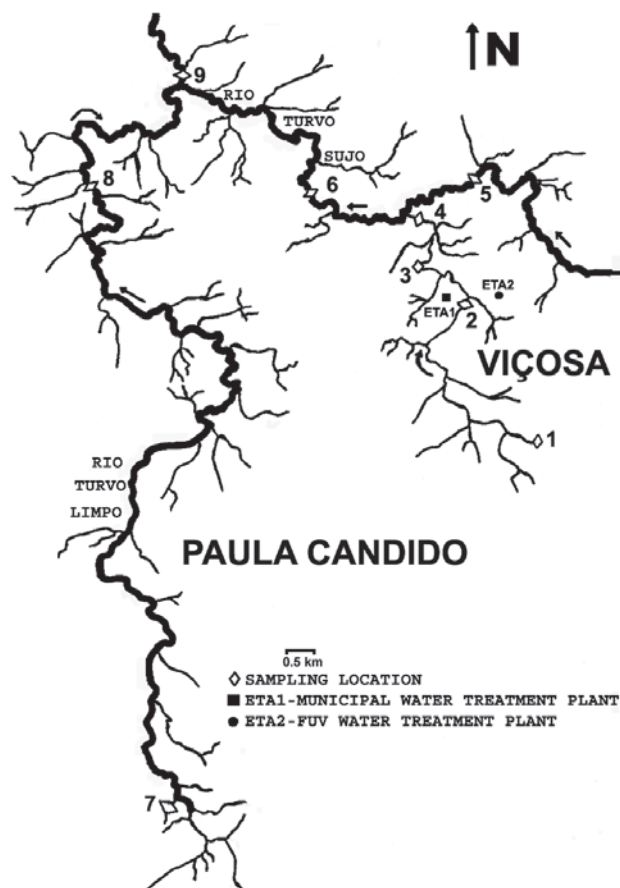 N
9
RIO
TURVO
SUJO
8
6
5
4
3
ETA2
ETA1
2
VIÇOSA
1
RIO
TURVO
LIMPO
PAULA CANDIDO
0.5 km
SAMPLING LOCATION
ETA1-MUNICIPAL WATER TREATMENT PLANT
ETA2-FUV WATER TREATMENT PLANT
7